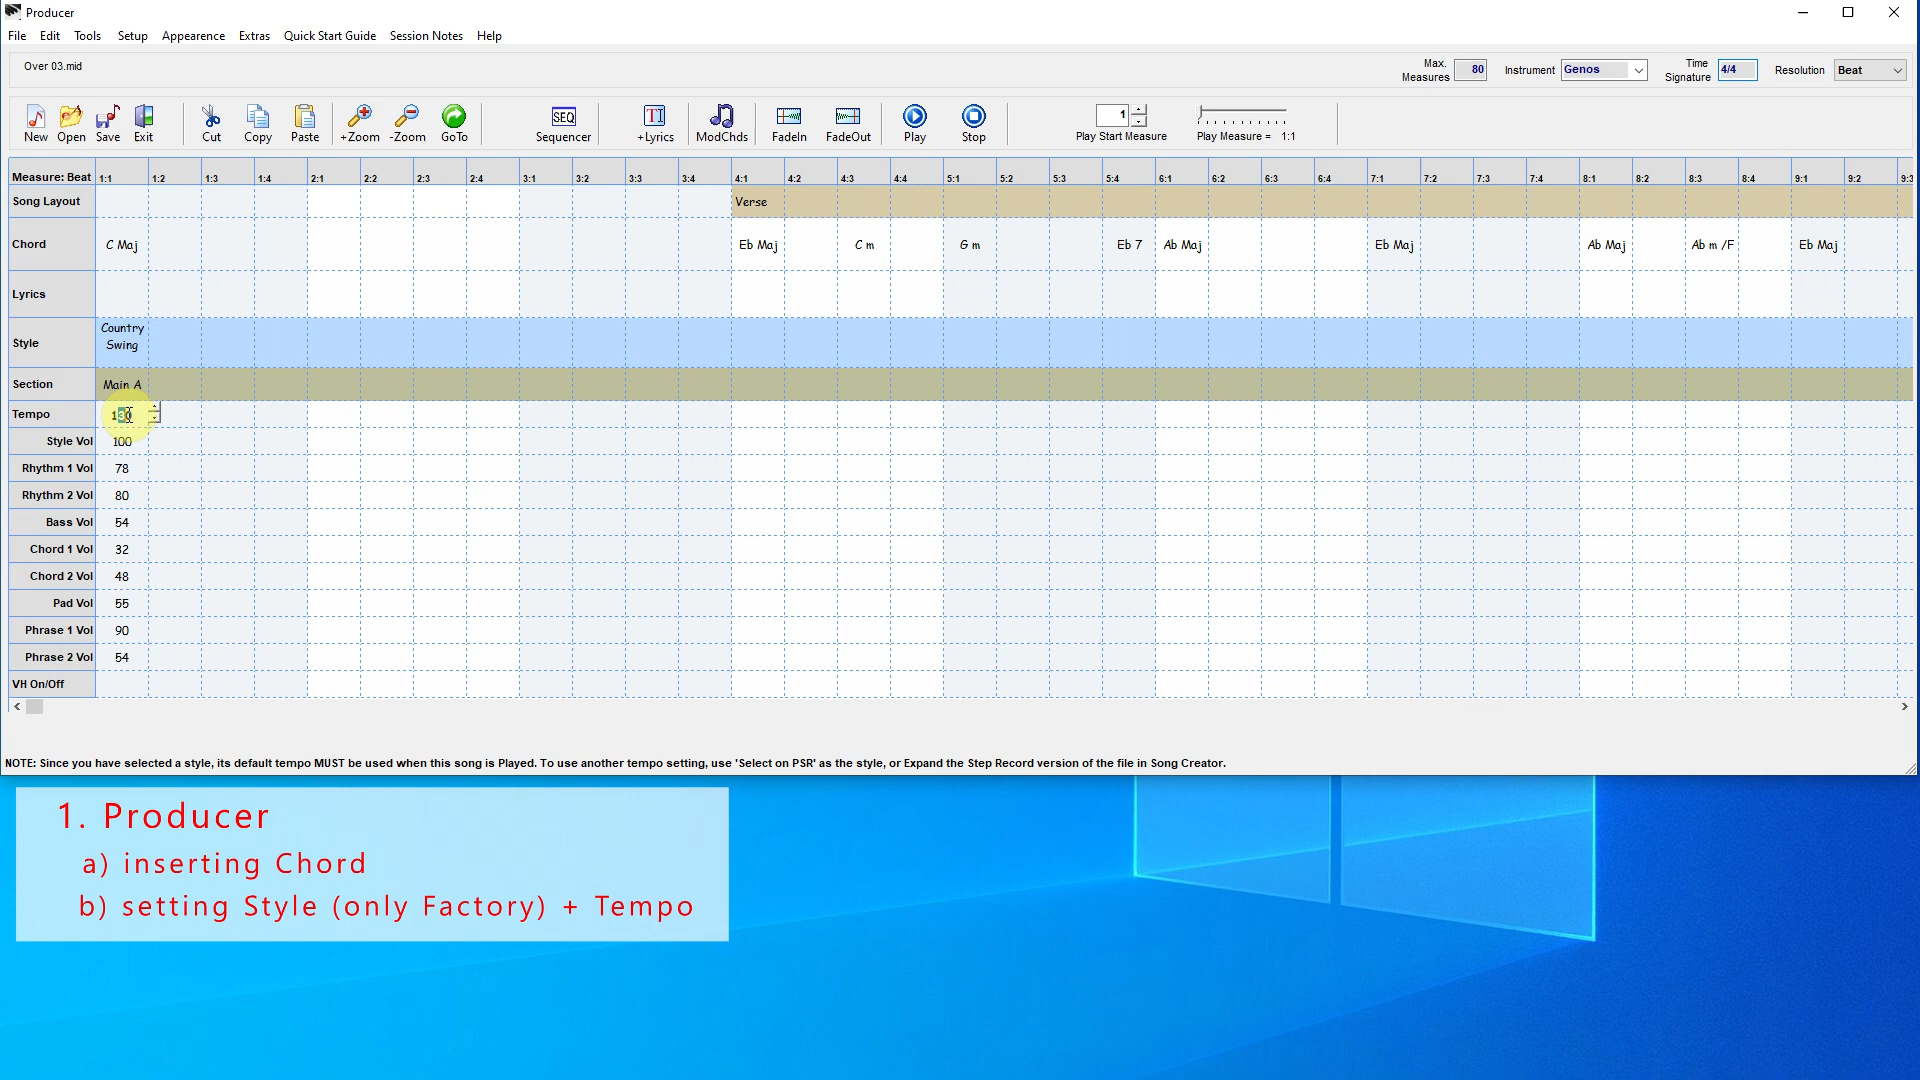 Producer
File Edit Tools Setup Appearence Extras Quick Start Guide Session Notes Help
Over 03.mid
Max. Measures 80 Instrument Genos Time Signature 4/4 Resolution Beat
New Open Save Exit Cut Copy Paste +Zoom -Zoom GoTo SEQ Sequencer +Lyrics ModChds FadeIn FadeOut Play Stop 1 Play Start Measure Play Measure = 1:1
Measure: Beat 1:1 1:2 1:3 1:4 2:1 2:2 2:3 2:4 3:1 3:2 3:3 3:4 4:1 4:2 4:3 4:4 5:1 5:2 5:3 5:4 6:1 6:2 6:3 6:4 7:1 7:2 7:3 7:4 8:1 8:2 8:3 8:4 9:1 9:2 9:3
Song Layout Verse
Chord C Maj Eb Maj C m G m Eb 7 Ab Maj Eb Maj Ab Maj Ab m /F Eb Maj
Lyrics
Style Country Swing
Section Main A
Tempo 130
Style Vol 100
Rhythm 1 Vol 78
Rhythm 2 Vol 80
Bass Vol 54
Chord 1 Vol 32
Chord 2 Vol 48
Pad Vol 55
Phrase 1 Vol 90
Phrase 2 Vol 54
VH On/Off
NOTE: Since you have selected a style, its default tempo MUST be used when this song is Played. To use another tempo setting, use 'Select on PSR' as the style, or Expand the Step Record version of the file in Song Creator.
1. Producer
a) inserting Chord
b) setting Style (only Factory) + Tempo